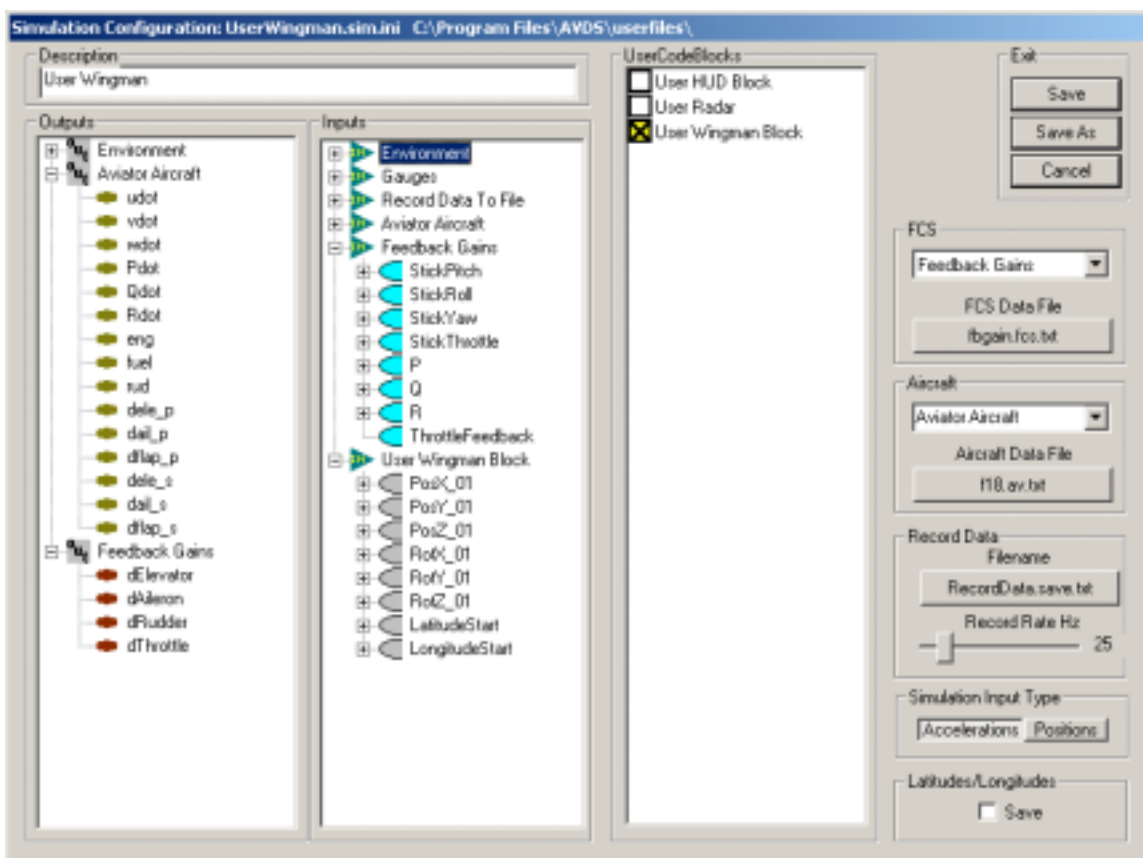 Simulation Configuration: UserWingman.sim.ini C:\Program Files\AVDS\userfiles\
Description
User Wingman
Outputs
Environment
Aviator Aircraft
udot
vdot
wdot
Pdot
Qdot
Rdot
eng
fuel
rud
dele_p
dail_p
dflap_p
dele_s
dail_s
dflap_s
Feedback Gains
dElevator
dAileron
dRudder
dThrottle
Inputs
Environment
Gauges
Record Data To File
Aviator Aircraft
Feedback Gains
StickPitch
StickRoll
StickYaw
StickThrottle
P
Q
R
ThrottleFeedback
User Wingman Block
PosX_01
PosY_01
PosZ_01
RotX_01
RotY_01
RotZ_01
LatitudeStart
LongitudeStart
UserCodeBlocks
User HUD Block
User Radar
User Wingman Block
Exit
Save
Save As
Cancel
FCS
Feedback Gains
FCS Data File
fbgain.fcs.txt
Aircraft
Aviator Aircraft
Aircraft Data File
f18.av.txt
Record Data
Filename
RecordData.save.txt
Record Rate Hz
25
Simulation Input Type
Accelerations Positions
Latitudes/Longitudes
Save